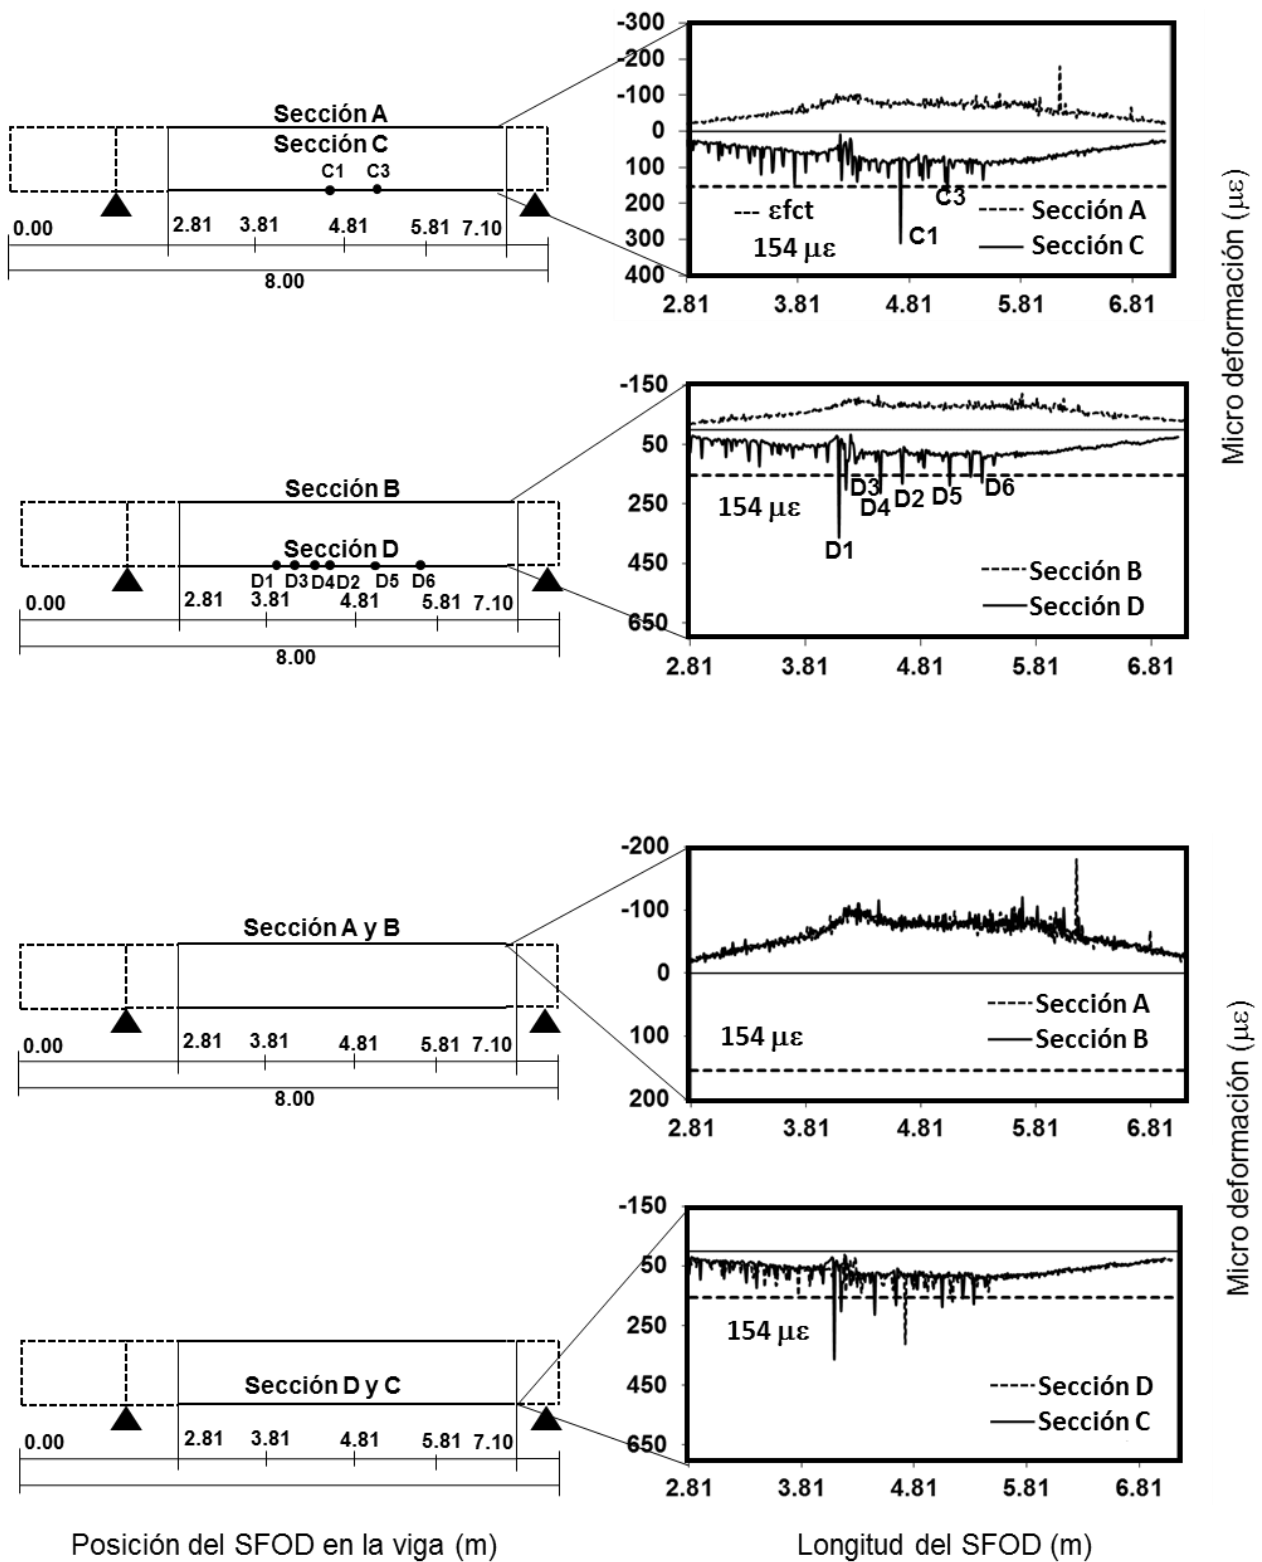 Sección A
Sección C
C1 C3
0.00 2.81 3.81 4.81 5.81 7.10
8.00
-300
-200
-100
0
100
200
300
400
C3
C1
--- εfct
154 με
Sección A
Sección C
2.81 3.81 4.81 5.81 6.81
Sección B
Sección D
D1 D3 D4 D2 D5 D6
0.00 2.81 3.81 4.81 5.81 7.10
8.00
-150
50
250
450
650
D3
D4
D2
D5
D6
D1
154 με
Sección B
Sección D
2.81 3.81 4.81 5.81 6.81
Micro deformación (με)
Sección A y B
0.00 2.81 3.81 4.81 5.81 7.10
8.00
-200
-100
0
100
200
154 με
Sección A
Sección B
2.81 3.81 4.81 5.81 6.81
Sección D y C
0.00 2.81 3.81 4.81 5.81 7.10
-150
50
250
450
650
154 με
Sección D
Sección C
2.81 3.81 4.81 5.81 6.81
Micro deformación (με)
Posición del SFOD en la viga (m)
Longitud del SFOD (m)